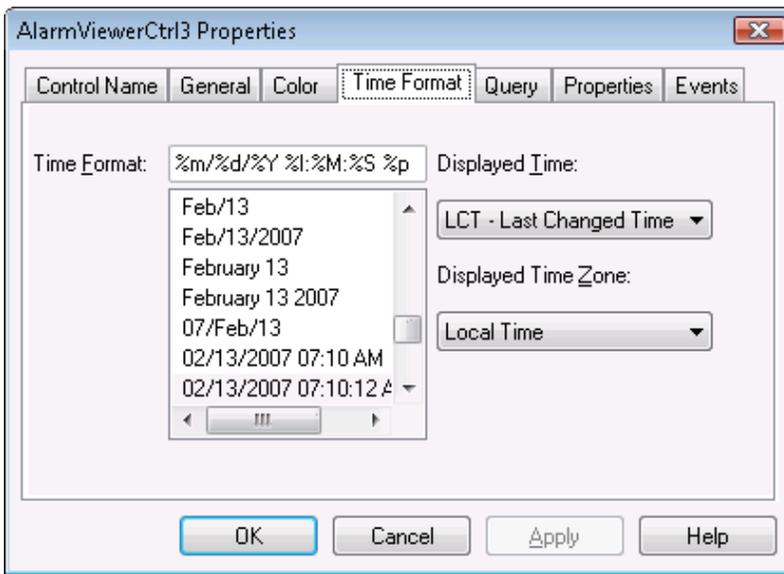 AlarmViewerCtrl3 Properties
Control Name
General
Color
Time Format
Query
Properties
Events
Time Format:
%m/%d/%Y %I:%M:%S %p
Displayed Time:
Feb/13
Feb/13/2007
February 13
February 13 2007
07/Feb/13
02/13/2007 07:10 AM
02/13/2007 07:10:12 A
LCT - Last Changed Time
Displayed Time Zone:
Local Time
OK
Cancel
Apply
Help